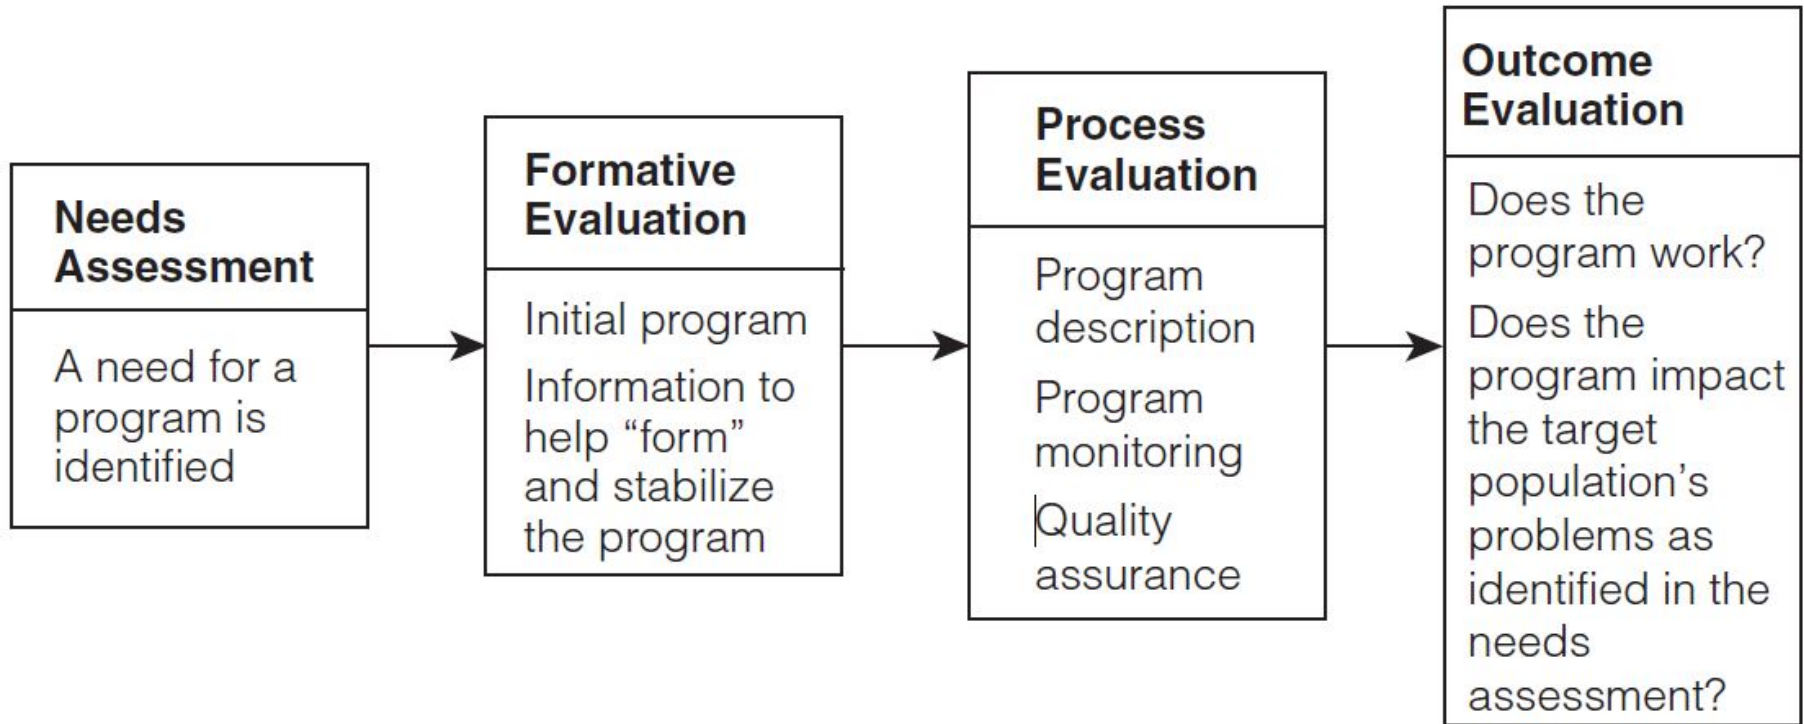 Needs
Assessment
A need for a
program is
identified
Formative
Evaluation
Initial program
Information to
help “form”
and stabilize
the program
Process
Evaluation
Program
description
Program
monitoring
Quality
assurance
Outcome
Evaluation
Does the
program work?
Does the
program impact
the target
population’s
problems as
identified in the
needs
assessment?